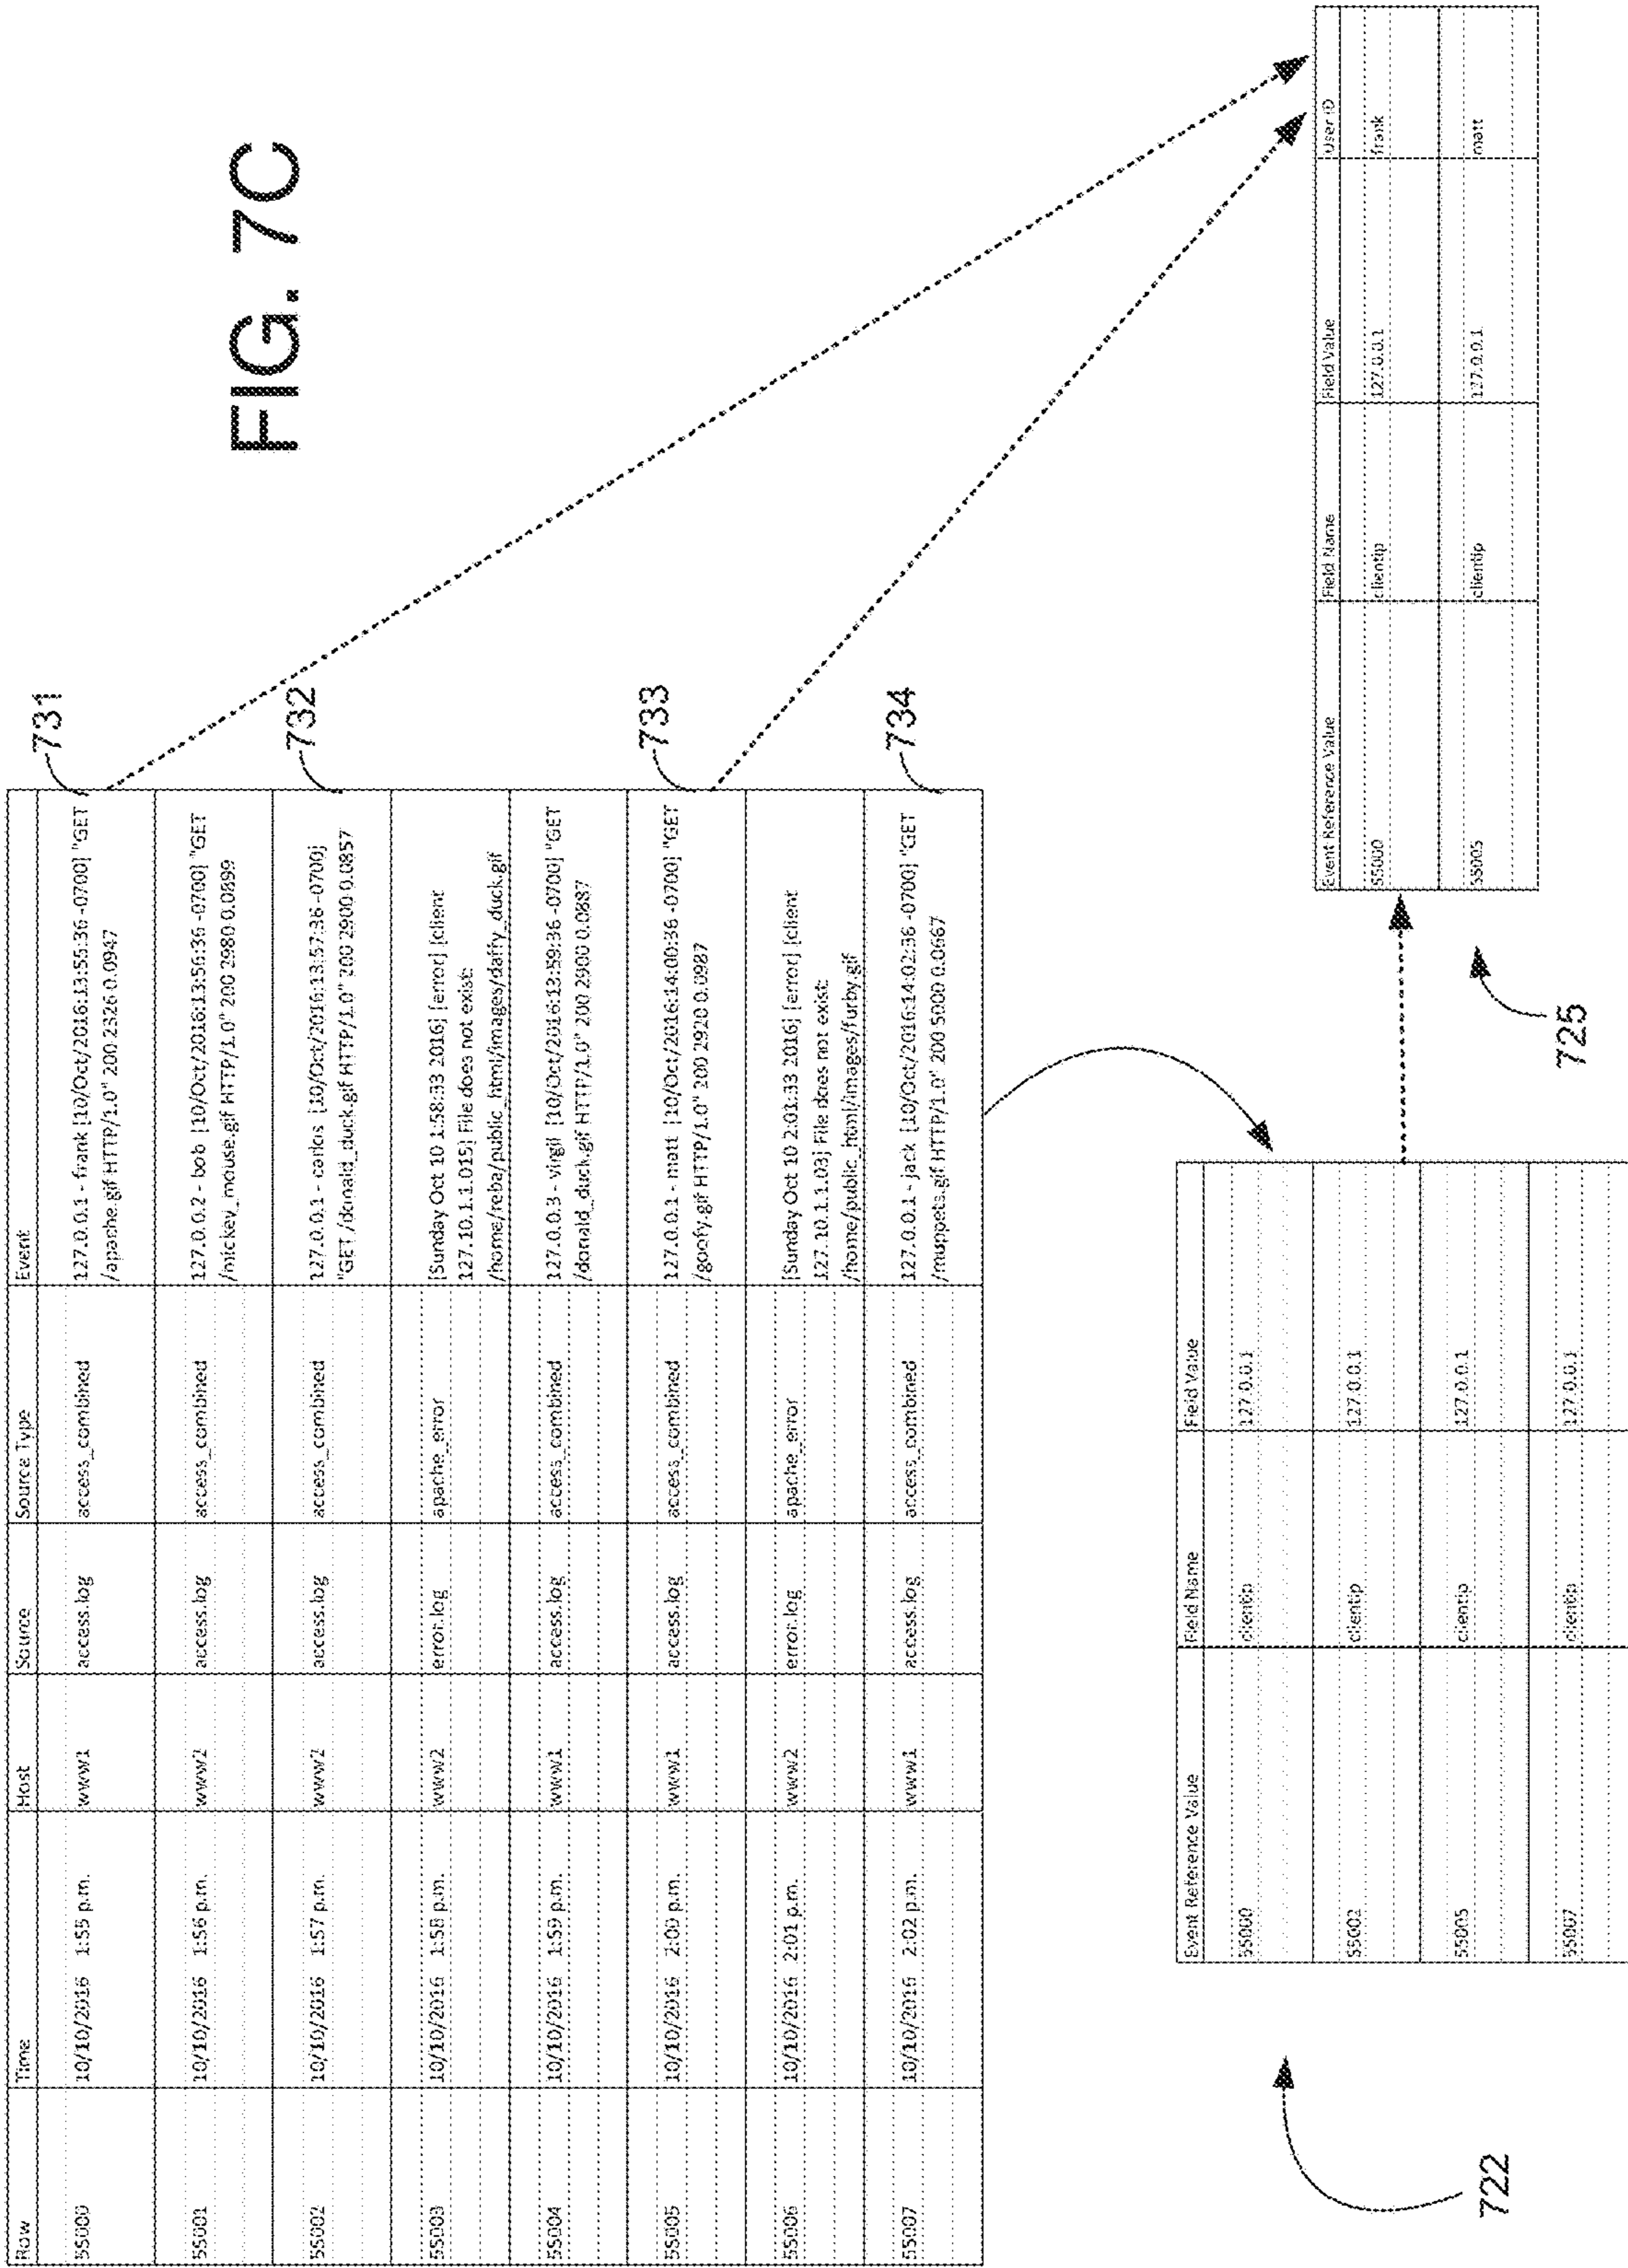 FIG. 7C
Row Time Host Source Source Type Event
55000 10/10/2016 1:55 p.m. www1 access.log access_combined 127.0.0.1 - frank [10/Oct/2016:13:55:36 -0700] "GET
/apache.gif HTTP/1.0" 200 2326 0.0947
731
55001 10/10/2016 1:56 p.m. www2 access.log access_combined 127.0.0.2 - bob [10/Oct/2016:13:56:36 -0700] "GET
/mickey_mouse.gif HTTP/1.0" 200 2980 0.0899
55002 10/10/2016 1:57 p.m. www2 access.log access_combined 127.0.0.1 - carlos [10/Oct/2016:13:57:36 -0700]
"GET /donald_duck.gif HTTP/1.0" 200 2900 0.0857
732
55003 10/10/2016 1:58 p.m. www2 error.log apache_error [Sunday Oct 10 1:58:33 2016] [error] [client
127.10.1.1.015] File does not exist:
/home/reba/public_html/images/daffy_duck.gif
55004 10/10/2016 1:59 p.m. www1 access.log access_combined 127.0.0.3 - virgil [10/Oct/2016:13:59:36 -0700] "GET
/donald_duck.gif HTTP/1.0" 200 2900 0.0887
55005 10/10/2016 2:00 p.m. www1 access.log access_combined 127.0.0.1 - matt [10/Oct/2016:14:00:36 -0700] "GET
/goofy.gif HTTP/1.0" 200 2920 0.0987
733
55006 10/10/2016 2:01 p.m. www2 error.log apache_error [Sunday Oct 10 2:01:33 2016] [error] [client
127.10.1.1.03] File does not exist:
/home/public_html/images/furby.gif
55007 10/10/2016 2:02 p.m. www1 access.log access_combined 127.0.0.1 - jack [10/Oct/2016:14:02:36 -0700] "GET
/muppets.gif HTTP/1.0" 200 5000 0.0667
734
722
Event Reference Value Field Name Field Value
55000 clientip 127.0.0.1
55002 clientip 127.0.0.1
55005 clientip 127.0.0.1
55007 clientip 127.0.0.1
725
Event Reference Value Field Name Field Value User ID
55000 clientip 127.0.0.1 frank
55005 clientip 127.0.0.1 matt